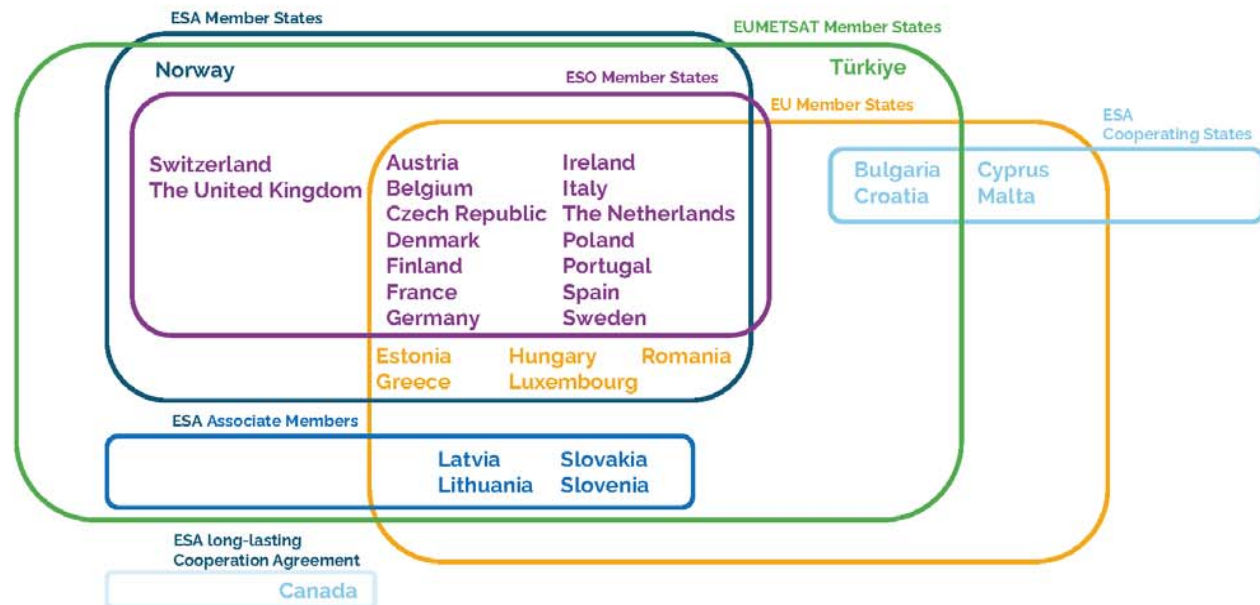 ESA Member States
EUMETSAT Member States
Norway
Türkiye
ESO Member States
EU Member States
ESA
Cooperating States
Switzerland
The United Kingdom
Austria Ireland
Belgium Italy
Czech Republic The Netherlands
Denmark Poland
Finland Portugal
France Spain
Germany Sweden
Bulgaria Cyprus
Croatia Malta
Estonia Hungary Romania
Greece Luxembourg
ESA Associate Members
Latvia Slovakia
Lithuania Slovenia
ESA long-lasting
Cooperation Agreement
Canada